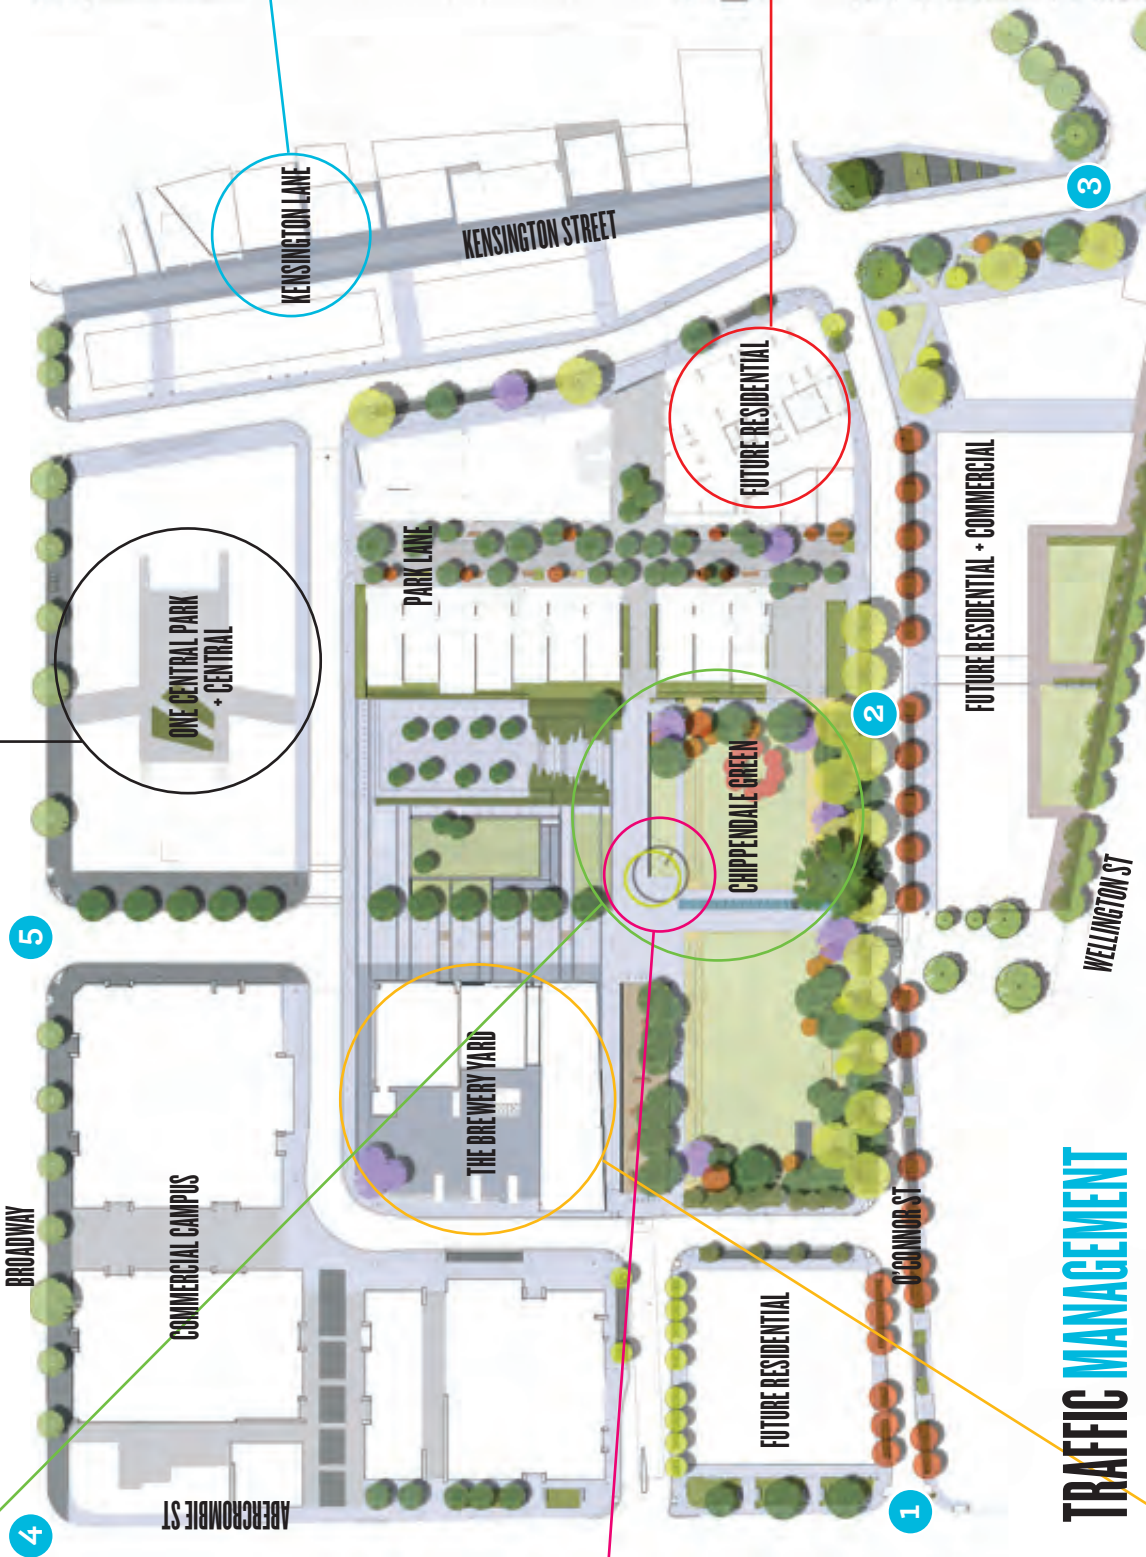 4
BROADWAY
5
COMMERCIAL CAMPUS
ONE CENTRAL PARK
+ CENTRAL
ABERCROMBIE ST
KENSINGTON LANE
PARK LANE
THE BREWERY YARD
KENSINGTON STREET
CHIPPENDALE GREEN
FUTURE RESIDENTIAL
FUTURE RESIDENTIAL
1
O'CONNOR ST
2
3
FUTURE RESIDENTIAL + COMMERCIAL
WELLINGTON ST
TRAFFIC MANAGEMENT